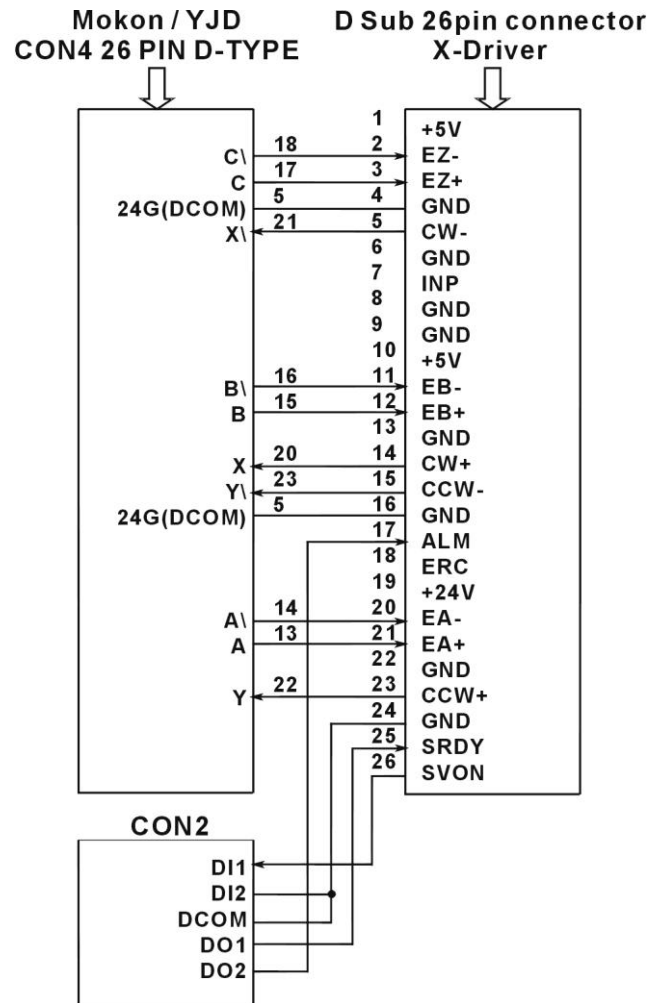 Mokon / YJD
CON4 26 PIN D-TYPE
D Sub 26pin connector
X-Driver
1 +5V
C\ 18 2 EZ-
C 17 3 EZ+
24G(DCOM) 5 4 GND
X\ 21 5 CW-
6 GND
7 INP
8 GND
9 GND
10 +5V
B\ 16 11 EB-
B 15 12 EB+
13 GND
X 20 14 CW+
Y\ 23 15 CCW-
24G(DCOM) 5 16 GND
17 ALM
18 ERC
19 +24V
A\ 14 20 EA-
A 13 21 EA+
22 GND
Y 22 23 CCW+
24 GND
25 SRDY
26 SVON
CON2
DI1
DI2
DCOM
DO1
DO2